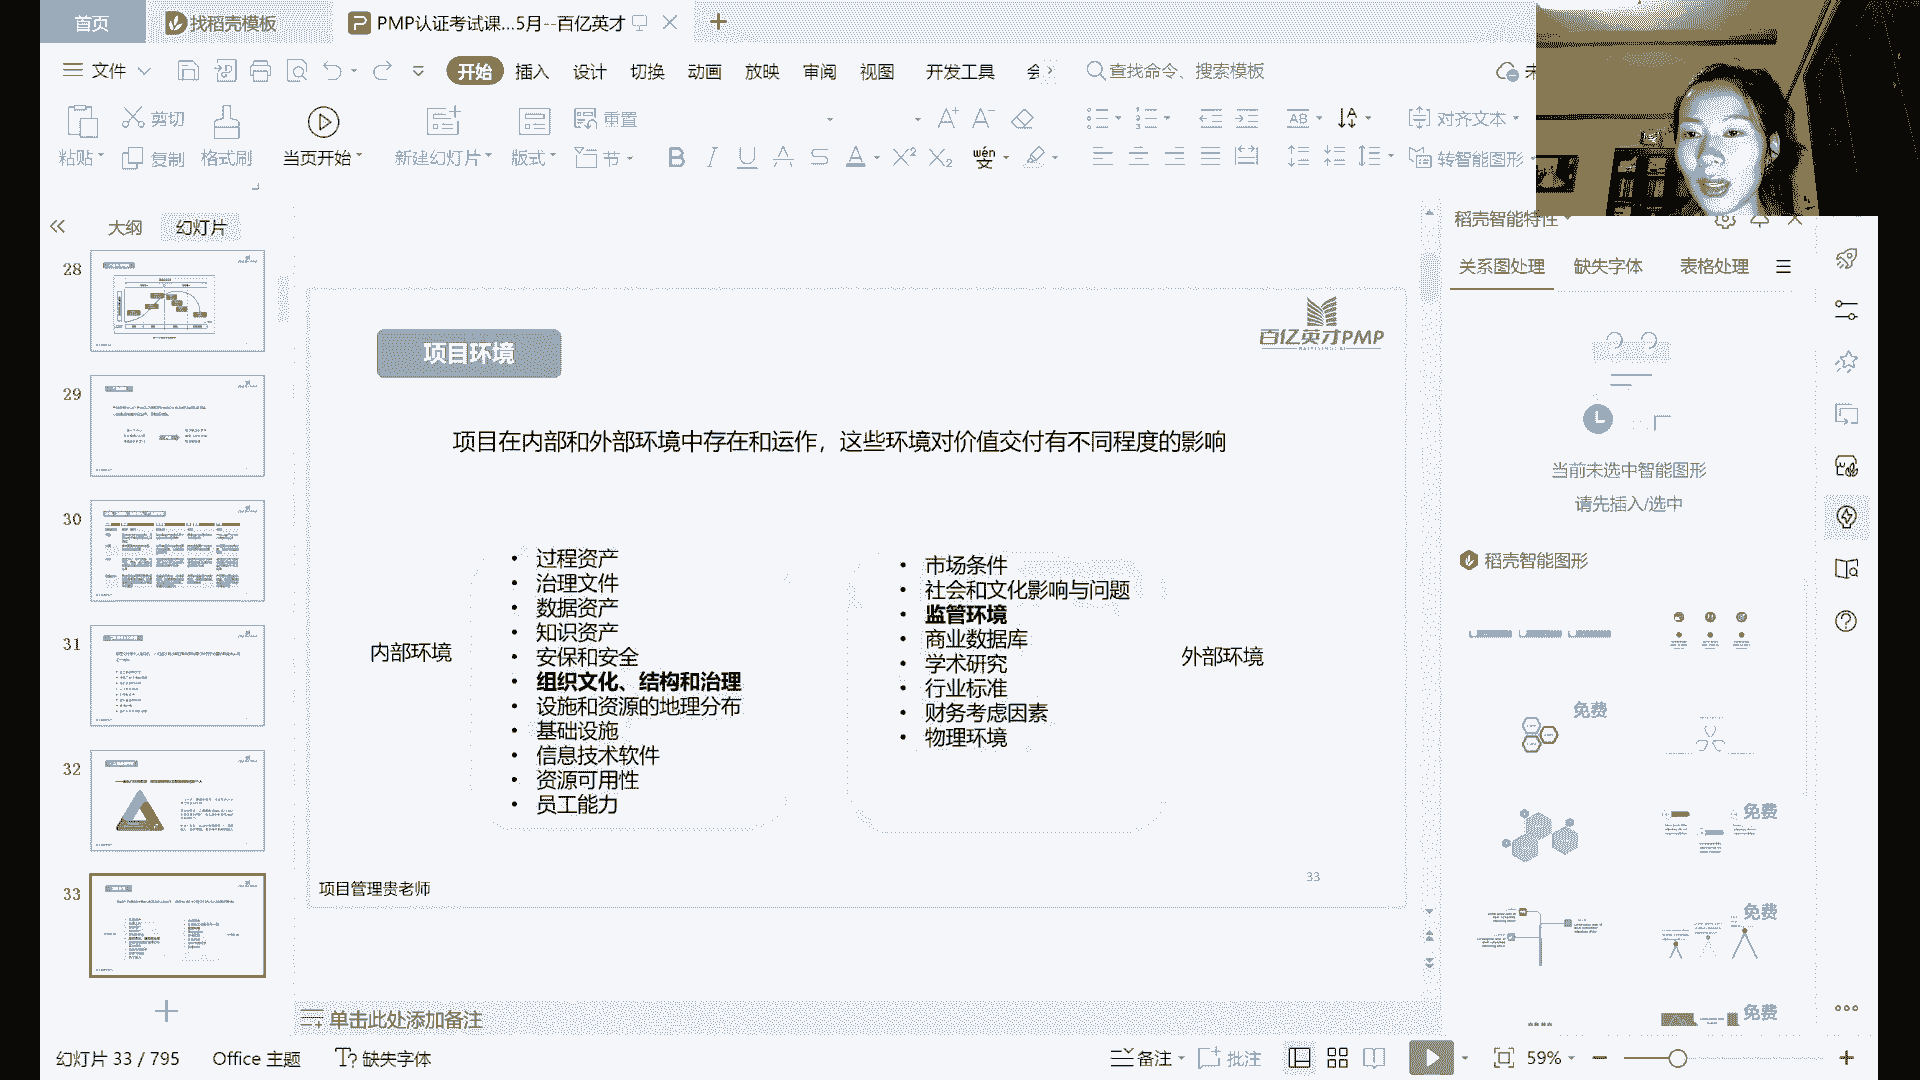 首页
找稻壳模板
PMP认证考试课...5月--百亿英才
文件
开始
插入
设计
切换
动画
放映
审阅
视图
开发工具
查找命令、搜索模板
粘贴
剪切
复制
格式刷
当页开始
新建幻灯片
版式
重置
节
对齐文本
转智能图形
大纲
幻灯片
28
29
30
31
32
33
项目环境
百亿英才PMP
项目在内部和外部环境中存在和运作，这些环境对价值交付有不同程度的影响
内部环境
• 过程资产
• 治理文件
• 数据资产
• 知识资产
• 安保和安全
• 组织文化、结构和治理
• 设施和资源的地理分布
• 基础设施
• 信息技术软件
• 资源可用性
• 员工能力
• 市场条件
• 社会和文化影响与问题
• 监管环境
• 商业数据库
• 学术研究
• 行业标准
• 财务考虑因素
• 物理环境
外部环境
项目管理贵老师
33
稻壳智能特性
关系图处理
缺失字体
表格处理
当前未选中智能图形
请先插入/选中
稻壳智能图形
免费
免费
免费
免费
单击此处添加备注
幻灯片 33 / 795
Office 主题
缺失字体
备注
批注
59%